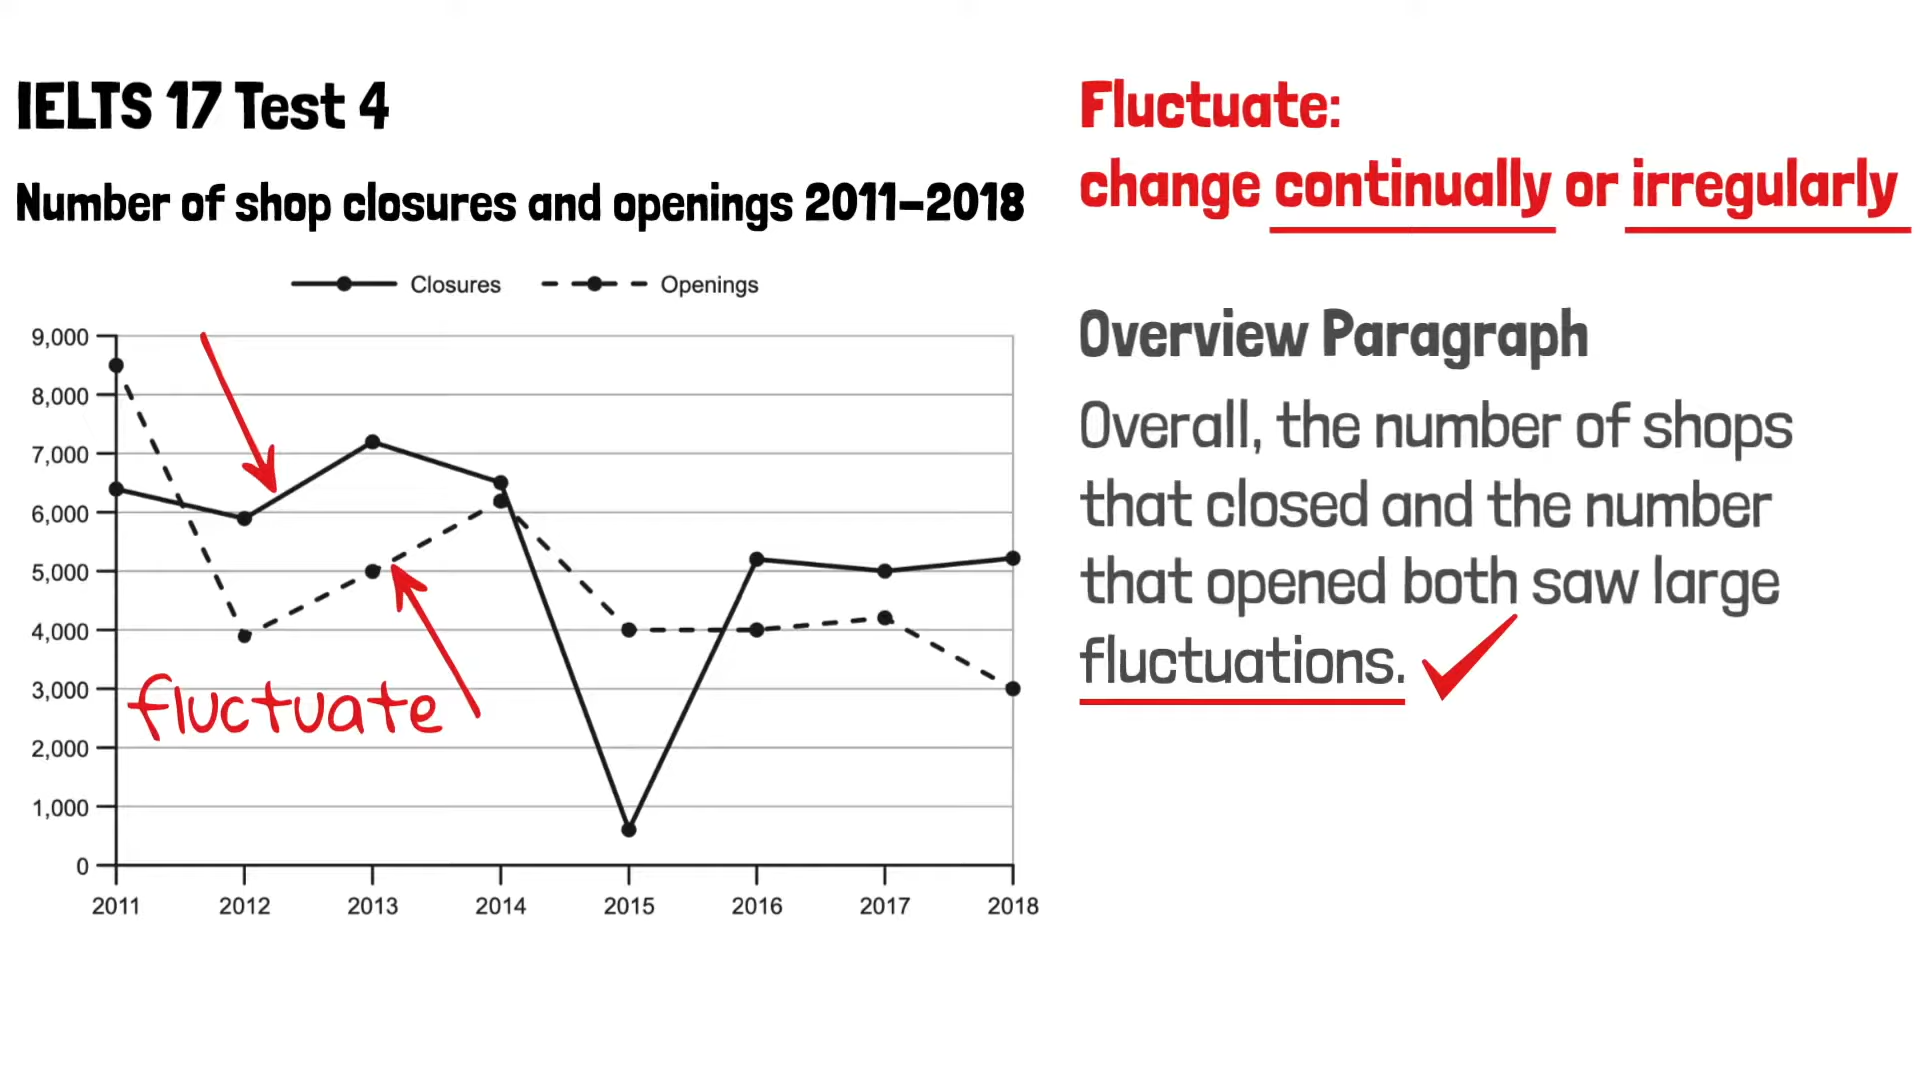 IELTS 17 Test 4
Number of shop closures and openings 2011–2018
Closures
Openings
9,000
8,000
7,000
6,000
5,000
4,000
3,000
2,000
1,000
0
2011 2012 2013 2014 2015 2016 2017 2018
fluctuate
Fluctuate:
change continually or irregularly
Overview Paragraph
Overall, the number of shops
that closed and the number
that opened both saw large
fluctuations.